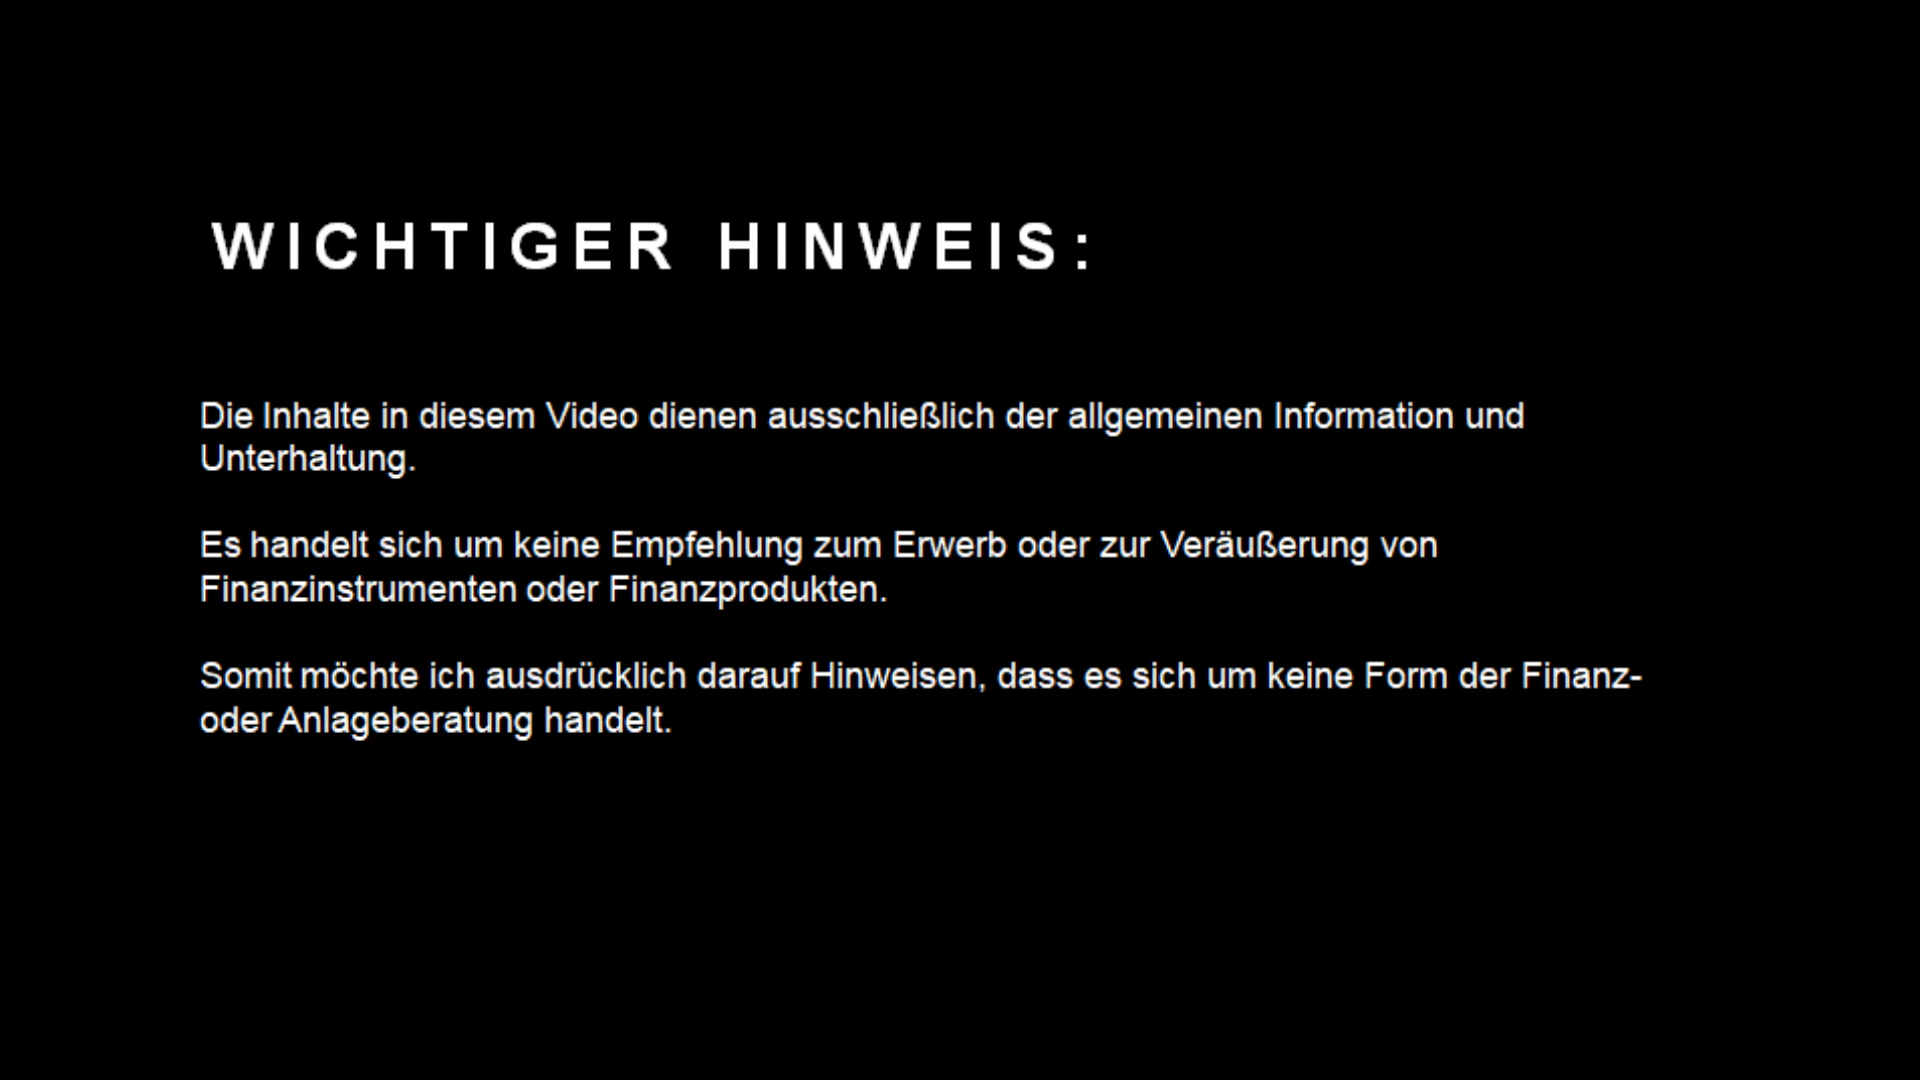 WICHTIGER HINWEIS:
Die Inhalte in diesem Video dienen ausschließlich der allgemeinen Information und
Unterhaltung.
Es handelt sich um keine Empfehlung zum Erwerb oder zur Veräußerung von
Finanzinstrumenten oder Finanzprodukten.
Somit möchte ich ausdrücklich darauf Hinweisen, dass es sich um keine Form der Finanz-
oder Anlageberatung handelt.